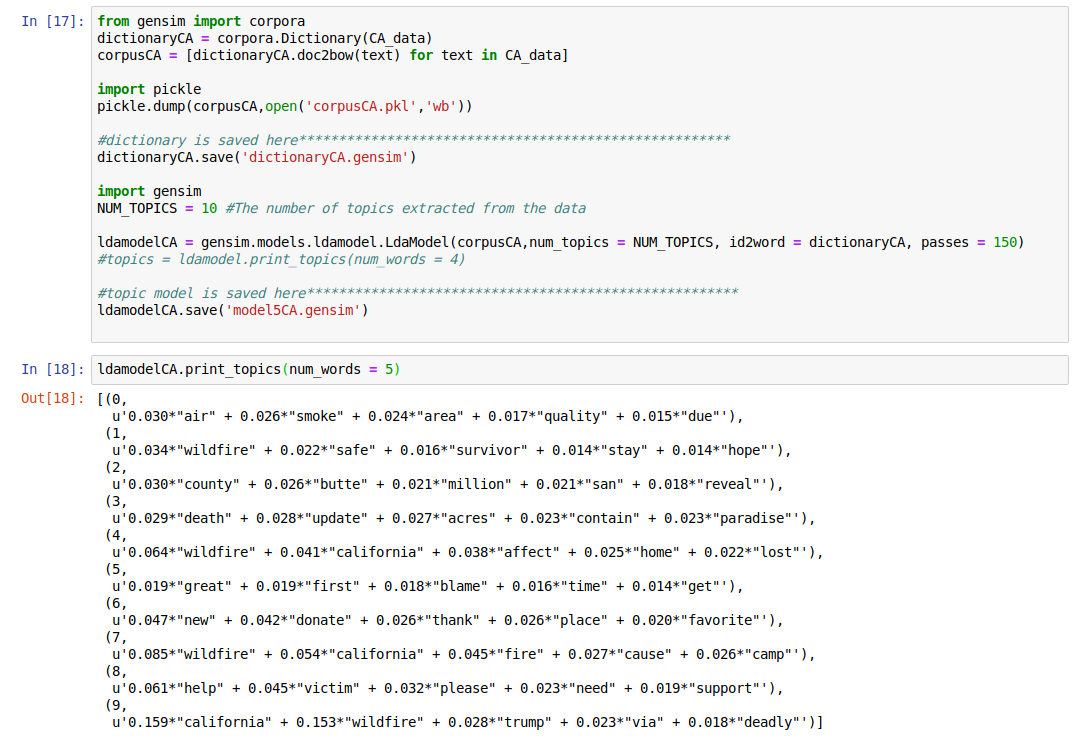 In [17]: from gensim import corpora
dictionaryCA = corpora.Dictionary(CA_data)
corpusCA = [dictionaryCA.doc2bow(text) for text in CA_data]
import pickle
pickle.dump(corpusCA,open('corpusCA.pkl','wb'))
#dictionary is saved here******************************************************
dictionaryCA.save('dictionaryCA.gensim')
import gensim
NUM_TOPICS = 10 #The number of topics extracted from the data
ldamodelCA = gensim.models.ldamodel.LdaModel(corpusCA,num_topics = NUM_TOPICS, id2word = dictionaryCA, passes = 150)
#topics = ldamodel.print_topics(num_words = 4)
#topic model is saved here******************************************************
ldamodelCA.save('model5CA.gensim')
In [18]: ldamodelCA.print_topics(num_words = 5)
Out[18]: [(0,
u'0.030*"air" + 0.026*"smoke" + 0.024*"area" + 0.017*"quality" + 0.015*"due"'),
(1,
u'0.034*"wildfire" + 0.022*"safe" + 0.016*"survivor" + 0.014*"stay" + 0.014*"hope"'),
(2,
u'0.030*"county" + 0.026*"butte" + 0.021*"million" + 0.021*"san" + 0.018*"reveal"'),
(3,
u'0.029*"death" + 0.028*"update" + 0.027*"acres" + 0.023*"contain" + 0.023*"paradise"'),
(4,
u'0.064*"wildfire" + 0.041*"california" + 0.038*"affect" + 0.025*"home" + 0.022*"lost"'),
(5,
u'0.019*"great" + 0.019*"first" + 0.018*"blame" + 0.016*"time" + 0.014*"get"'),
(6,
u'0.047*"new" + 0.042*"donate" + 0.026*"thank" + 0.026*"place" + 0.020*"favorite"'),
(7,
u'0.085*"wildfire" + 0.054*"california" + 0.045*"fire" + 0.027*"cause" + 0.026*"camp"'),
(8,
u'0.061*"help" + 0.045*"victim" + 0.032*"please" + 0.023*"need" + 0.019*"support"'),
(9,
u'0.159*"california" + 0.153*"wildfire" + 0.028*"trump" + 0.023*"via" + 0.018*"deadly"')]